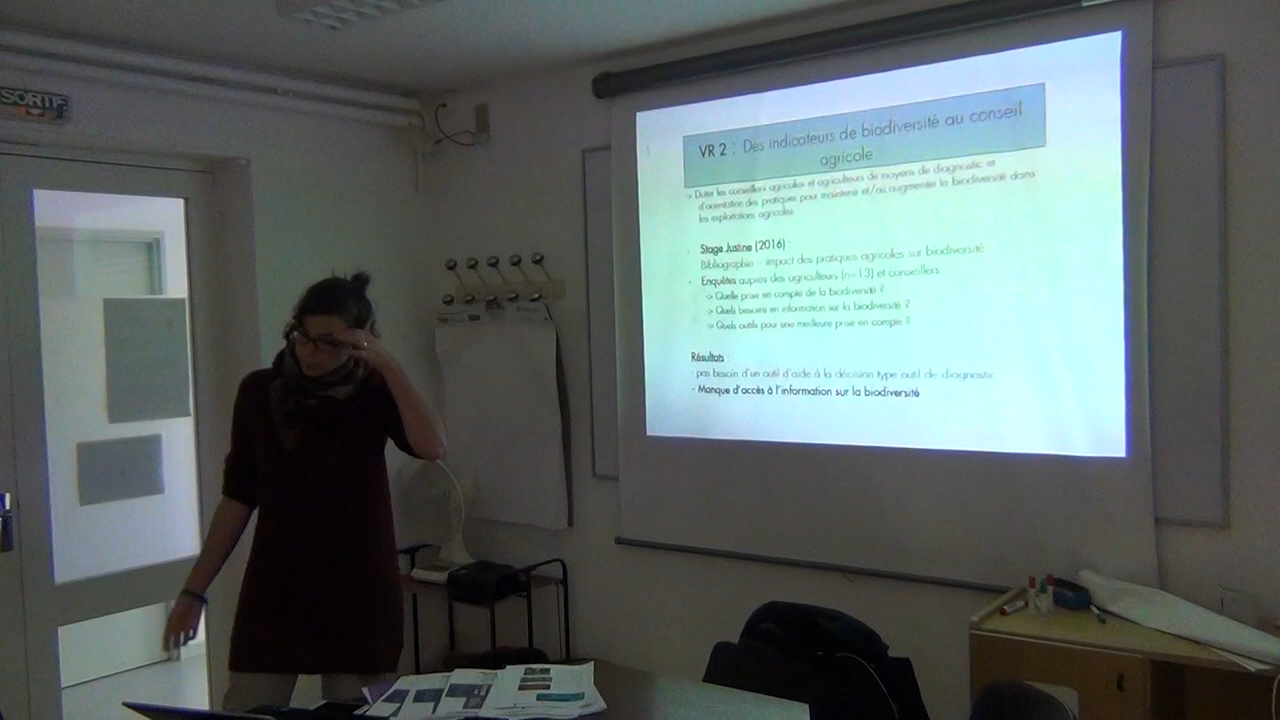 SORTIE
VR 2 : Des indicateurs de biodiversité au conseil
agricole
-> Doter les conseillers agricoles et agriculteurs de moyens de diagnostic et
d'orientation des pratiques pour maintenir et/ou augmenter la biodiversité dans
les exploitations agricoles
- Stage Justine (2016) :
Bibliographie - impact des pratiques agricoles sur biodiversité
- Enquêtes auprès des agriculteurs (n=13) et conseillers
-> Quelle prise en compte de la biodiversité ?
-> Quels besoins en information sur la biodiversité ?
-> Quels outils pour une meilleure prise en compte ?
Résultats :
- pas besoin d'un outil d'aide à la décision type outil de diagnostic
- Manque d'accès à l'information sur la biodiversité